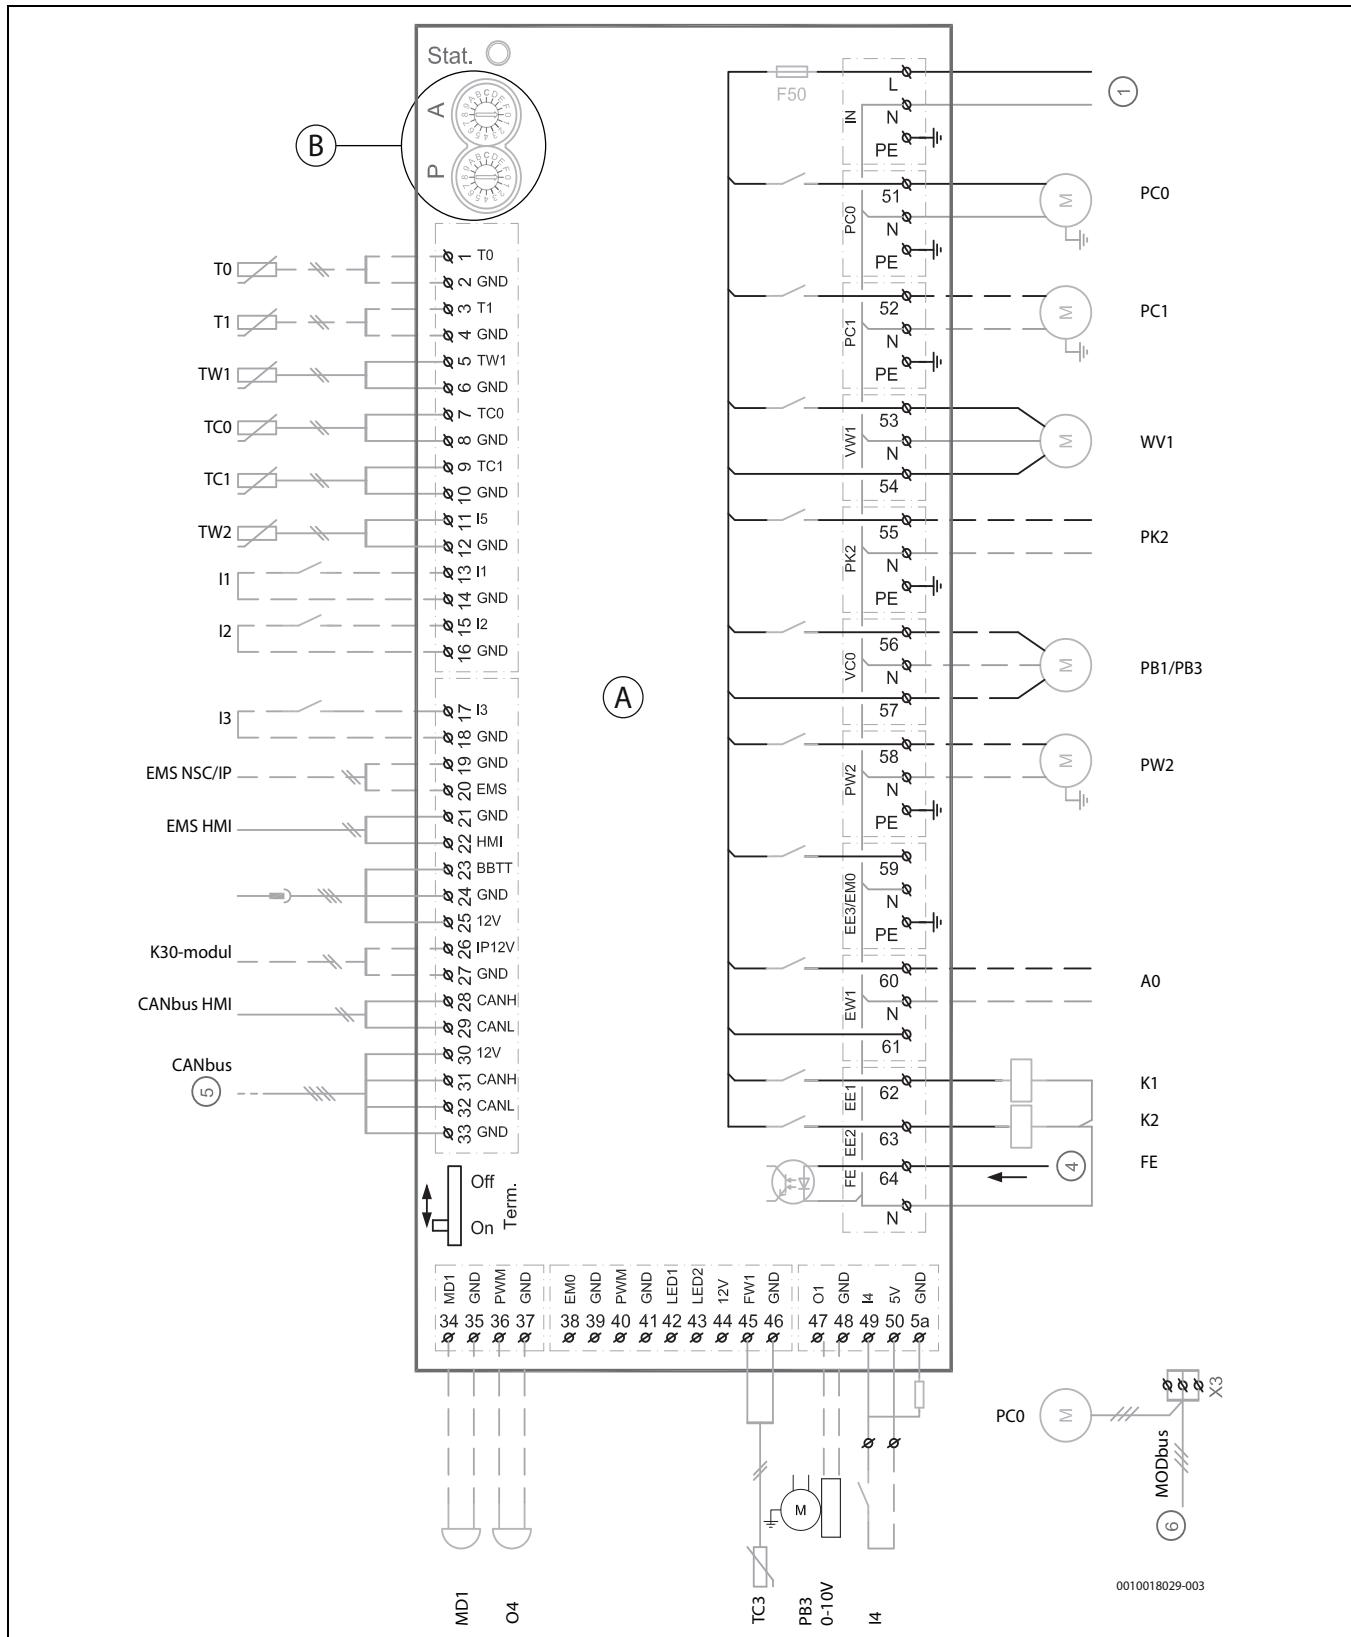 Stat.
A
P
B
A
T0
T1
TW1
TC0
TC1
TW2
I1
I2
I3
EMS NSC/IP
EMS HMI
K30-modul
CANbus HMI
CANbus
5
1 T0
2 GND
3 T1
4 GND
5 TW1
6 GND
7 TC0
8 GND
9 TC1
10 GND
11 I5
12 GND
13 I1
14 GND
15 I2
16 GND
17 I3
18 GND
19 GND
20 EMS
21 GND
22 HMI
23 BBTT
24 GND
25 12V
26 IP12V
27 GND
28 CANH
29 CANL
30 12V
31 CANH
32 CANL
33 GND
Off
On
Term.
F50
IN
L
N
PE
1
PC0
51
N
PE
M
PC0
PC1
52
N
PE
M
PC1
VW1
53
N
54
M
WV1
PK2
55
N
PE
PK2
VC0
56
N
57
M
PB1/PB3
PW2
58
N
PE
M
PW2
EE3/EM0
59
N
PE
EW1
60
N
61
A0
EE1
62
K1
EE2
63
K2
FE
64
N
4
FE
34 MD1
35 GND
36 PWM
37 GND
38 EM0
39 GND
40 PWM
41 GND
42 LED1
43 LED2
44 12V
45 FW1
46 GND
47 O1
48 GND
49 I4
50 5V
5a GND
MD1
O4
TC3
M
PB3
0-10V
I4
PC0
M
X3
MODbus
6
0010018029-003